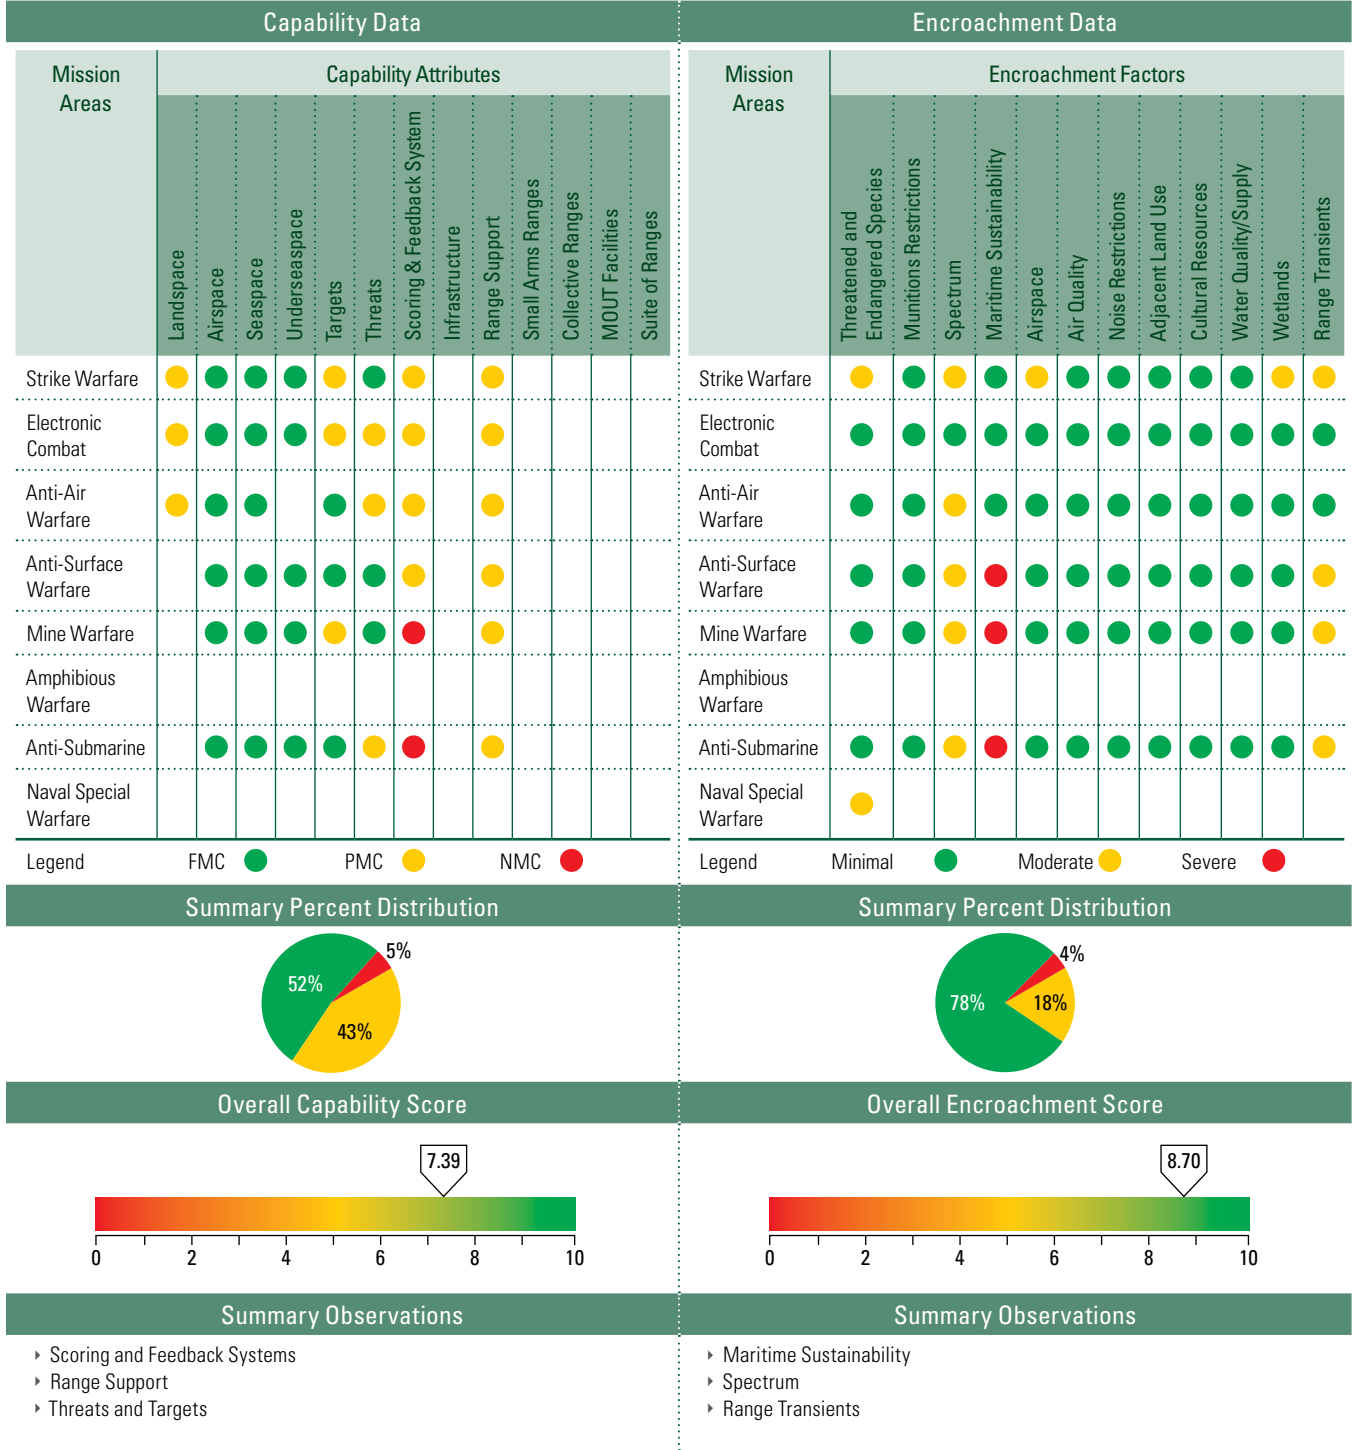 Capability Data
Mission
Areas
Capability Attributes
Landspace
Airspace
Seaspace
Underseaspace
Targets
Threats
Scoring & Feedback System
Infrastructure
Range Support
Small Arms Ranges
Collective Ranges
MOUT Facilities
Suite of Ranges
Strike Warfare
Electronic
Combat
Anti-Air
Warfare
Anti-Surface
Warfare
Mine Warfare
Amphibious
Warfare
Anti-Submarine
Naval Special
Warfare
Legend FMC PMC NMC
Summary Percent Distribution
5%
52%
43%
Overall Capability Score
7.39
0 2 4 6 8 10
Summary Observations
‣ Scoring and Feedback Systems
‣ Range Support
‣ Threats and Targets
Encroachment Data
Mission
Areas
Encroachment Factors
Threatened and
Endangered Species
Munitions Restrictions
Spectrum
Maritime Sustainability
Airspace
Air Quality
Noise Restrictions
Adjacent Land Use
Cultural Resources
Water Quality/Supply
Wetlands
Range Transients
Strike Warfare
Electronic
Combat
Anti-Air
Warfare
Anti-Surface
Warfare
Mine Warfare
Amphibious
Warfare
Anti-Submarine
Naval Special
Warfare
Legend Minimal Moderate Severe
Summary Percent Distribution
4%
78%
18%
Overall Encroachment Score
8.70
0 2 4 6 8 10
Summary Observations
‣ Maritime Sustainability
‣ Spectrum
‣ Range Transients